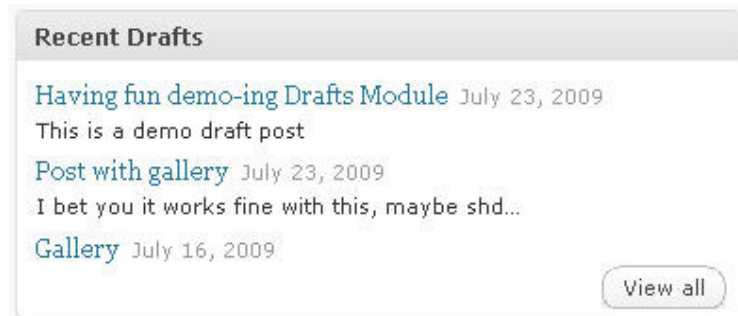 Recent Drafts
Having fun demo-ing Drafts Module July 23, 2009
This is a demo draft post
Post with gallery July 23, 2009
I bet you it works fine with this, maybe shd...
Gallery July 16, 2009
View all